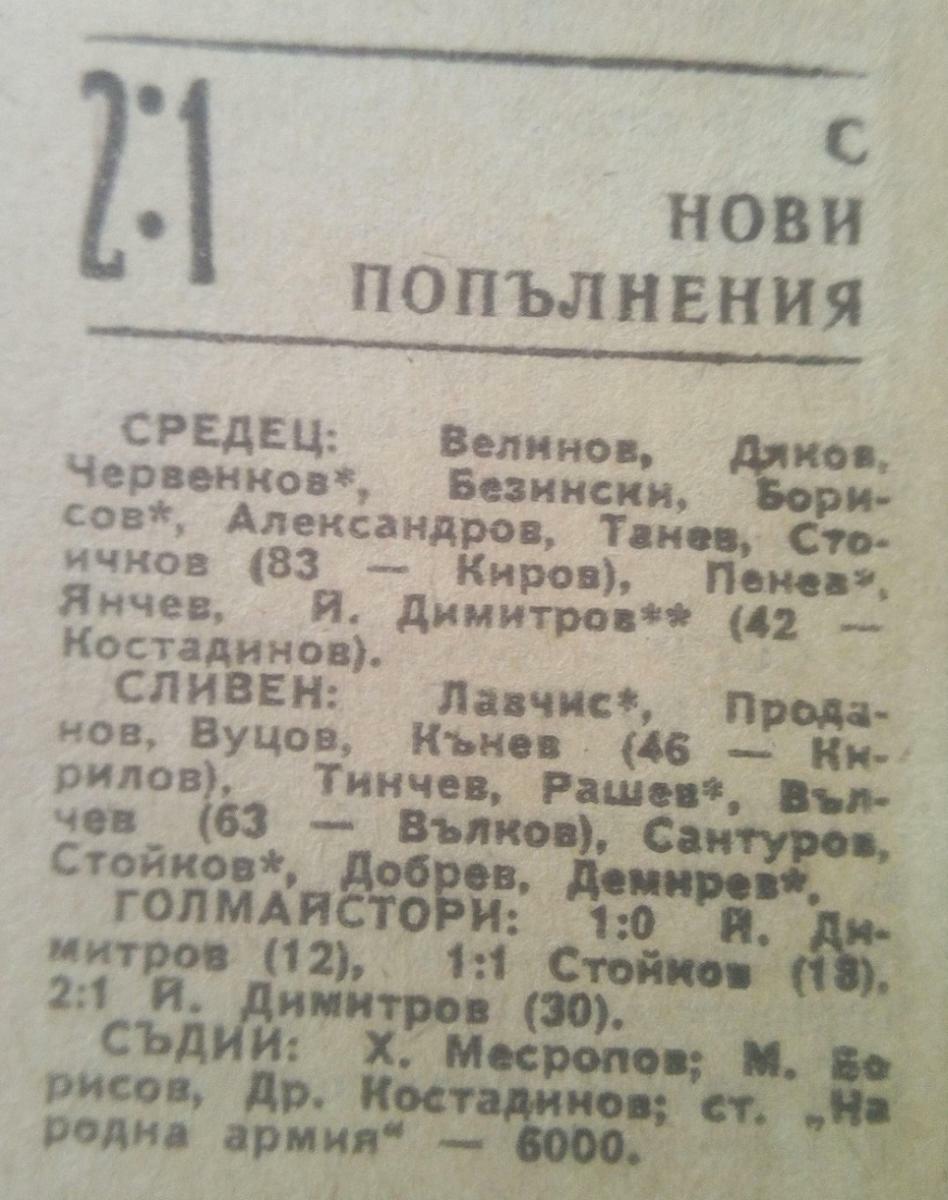 2:1
С
НОВИ
ПОПЪЛНЕНИЯ
СРЕДЕЦ: Велинов, Дяков,
Червенков*, Безински, Бори-
сов*, Александров, Танев, Сто-
ичков (83 — Киров), Пенев*,
Янчев, Й. Димитров** (42 —
Костадинов).
СЛИВЕН: Лавчис*, Прода-
нов, Вуцов, Кънев (46 — Ки-
рилов), Тинчев, Рашев*, Въл-
чев (63 — Вълков), Сантуров,
Стойков*, Добрев, Демирев*.
ГОЛМАЙСТОРИ: 1:0 Й. Ди-
митров (12), 1:1 Стойков (18),
2:1 Й. Димитров (30).
СЪДИИ: Х. Месропов; М. Бо
рисов, Др. Костадинов; ст. „На
родна армия“ — 6000.